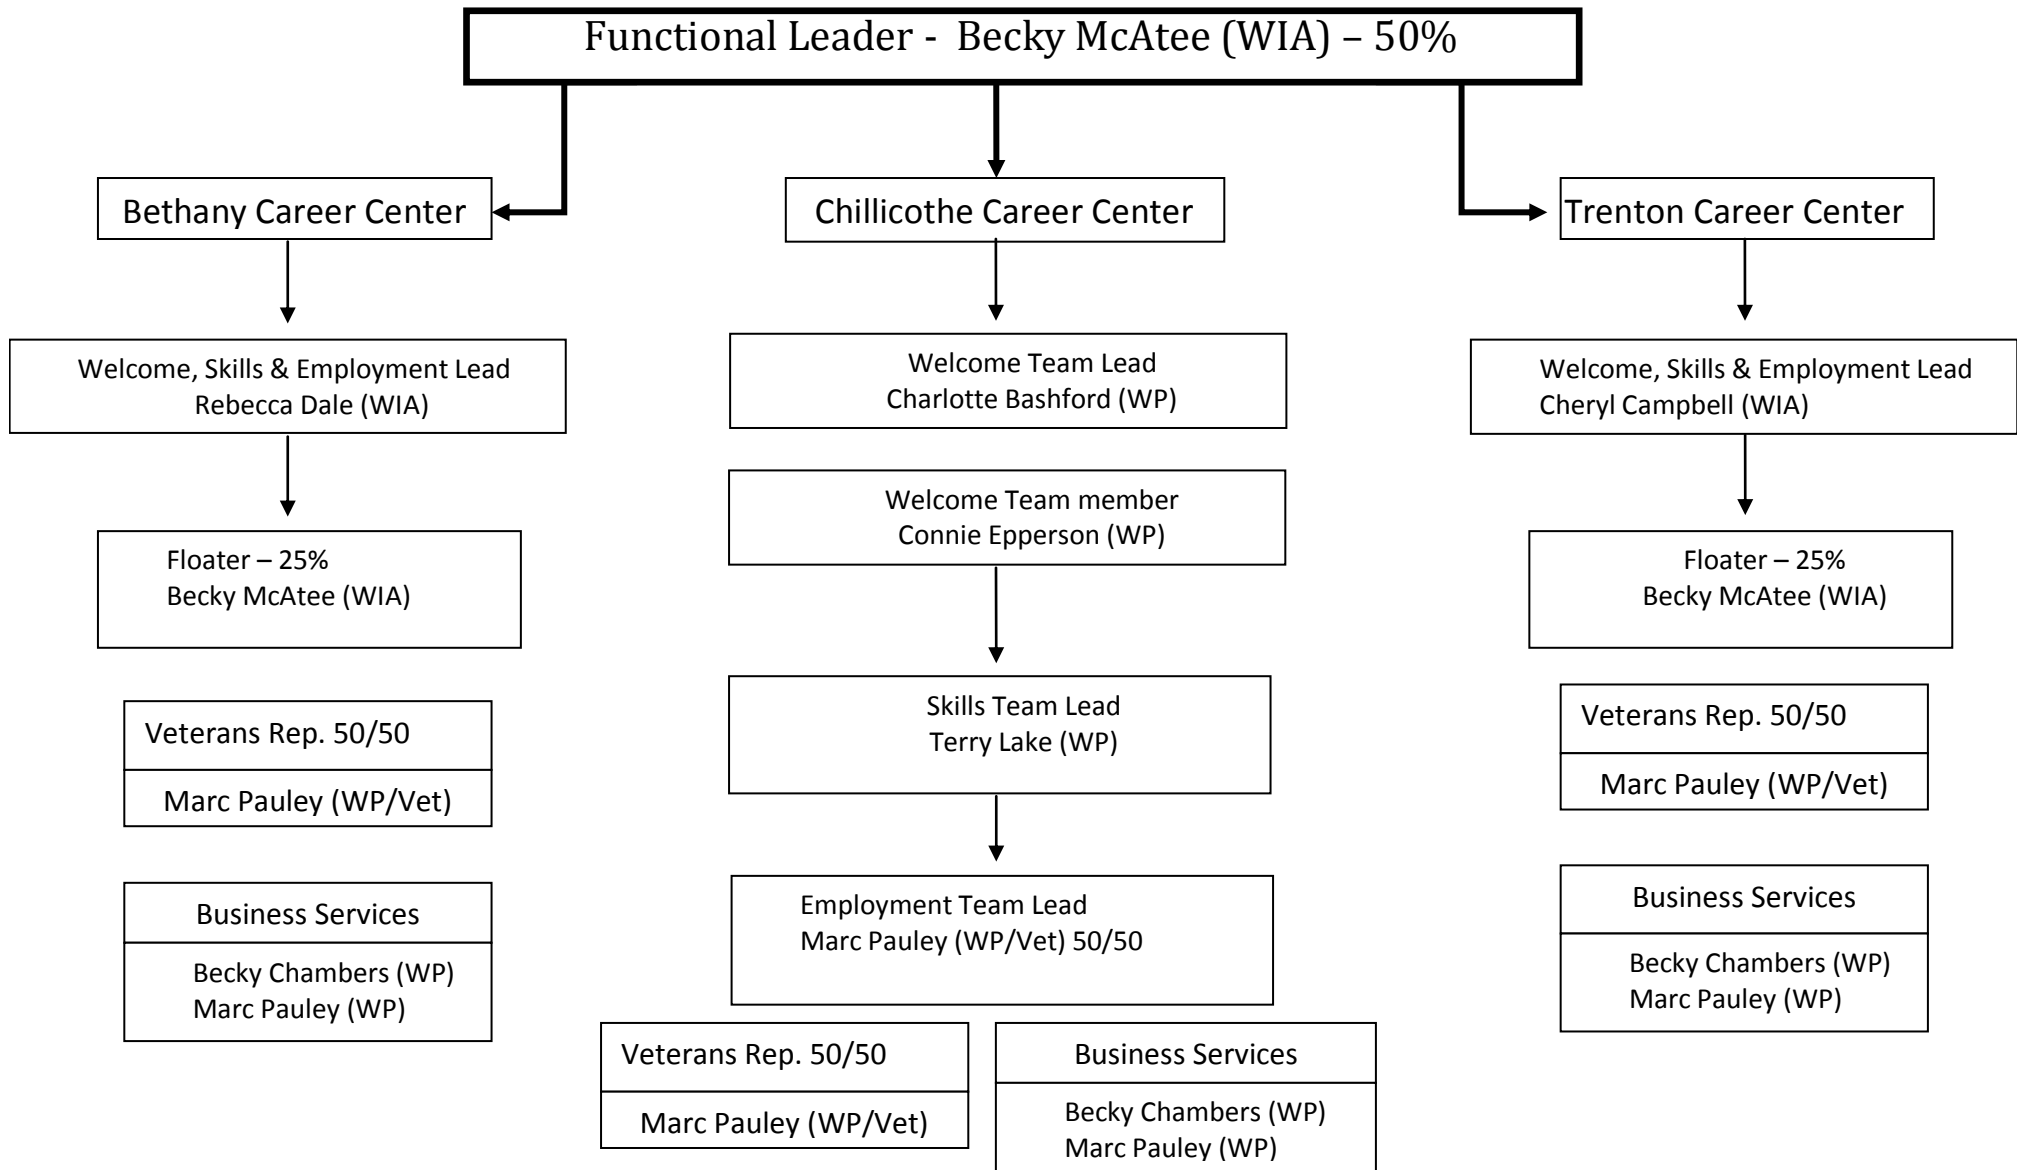 Functional Leader -  Becky McAtee (WIA) – 50%
Bethany Career Center
Chillicothe Career Center
Trenton Career Center
Welcome, Skills & Employment Lead
Rebecca Dale (WIA)
Welcome Team Lead
Charlotte Bashford (WP)
Welcome, Skills & Employment Lead
Cheryl Campbell (WIA)
Welcome Team member
Connie Epperson (WP)
Floater – 25%
Becky McAtee (WIA)
Floater – 25%
Becky McAtee (WIA)
Skills Team Lead
Terry Lake (WP)
Veterans Rep. 50/50
Marc Pauley (WP/Vet)
Veterans Rep. 50/50
Marc Pauley (WP/Vet)
Business Services
Becky Chambers (WP)
Marc Pauley (WP)
Employment Team Lead
Marc Pauley (WP/Vet) 50/50
Business Services
Becky Chambers (WP)
Marc Pauley (WP)
Veterans Rep. 50/50
Marc Pauley (WP/Vet)
Business Services
Becky Chambers (WP)
Marc Pauley (WP)